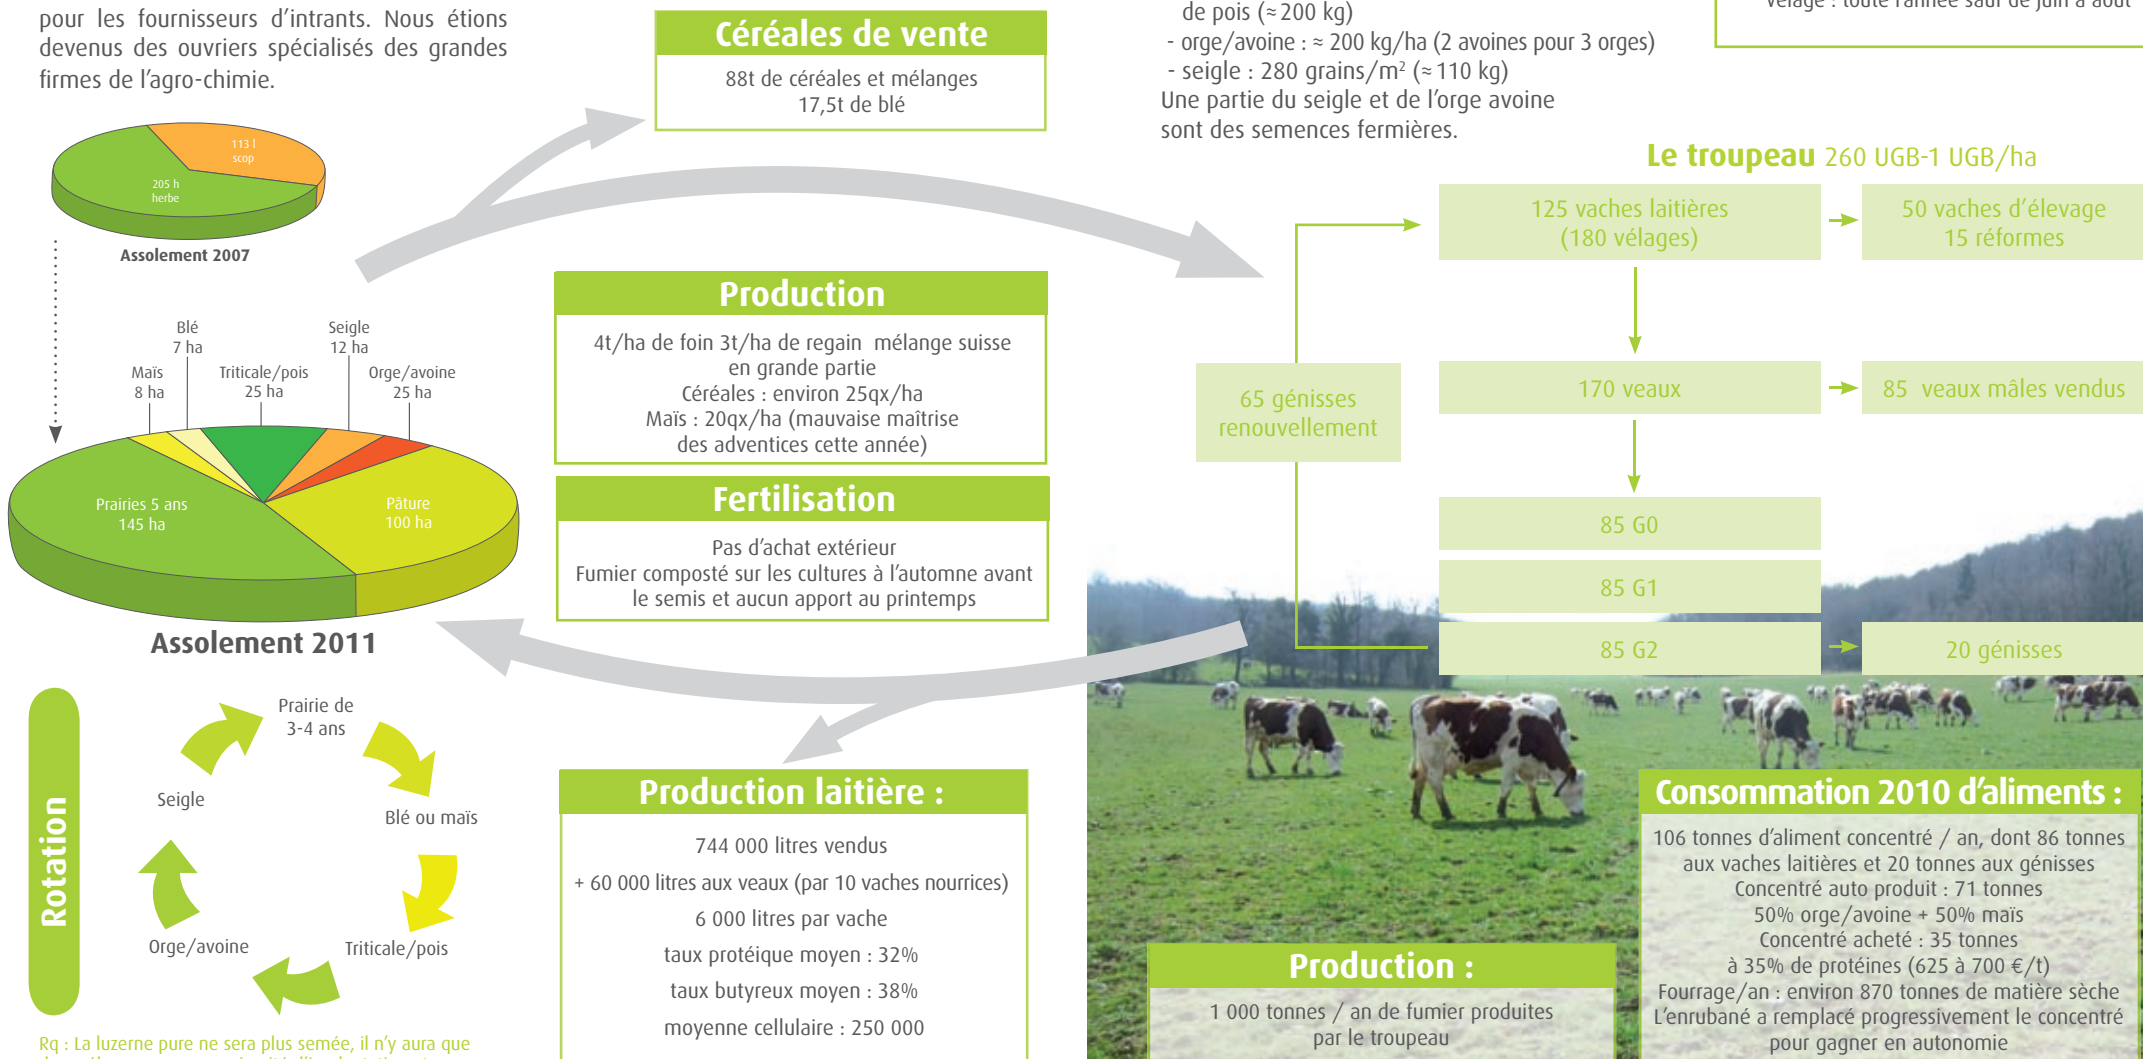 pour les fournisseurs d'intrants. Nous étions
devenus des ouvriers spécialisés des grandes
firmes de l'agro-chimie.
113 l
scop
205 h
herbe
Assolement 2007
Blé
7 ha
Seigle
12 ha
Maïs
8 ha
Triticale/pois
25 ha
Orge/avoine
25 ha
Prairies 5 ans
145 ha
Pâture
100 ha
Assolement 2011
Rotation
Prairie de
3-4 ans
Blé ou maïs
Triticale/pois
Orge/avoine
Seigle
Rq : La luzerne pure ne sera plus semée, il n'y aura que
Céréales de vente
88t de céréales et mélanges
17,5t de blé
Production
4t/ha de foin 3t/ha de regain mélange suisse
en grande partie
Céréales : environ 25qx/ha
Maïs : 20qx/ha (mauvaise maîtrise
des adventices cette année)
Fertilisation
Pas d'achat extérieur
Fumier composté sur les cultures à l'automne avant
le semis et aucun apport au printemps
Production laitière :
744 000 litres vendus
+ 60 000 litres aux veaux (par 10 vaches nourrices)
6 000 litres par vache
taux protéique moyen : 32%
taux butyreux moyen : 38%
moyenne cellulaire : 250 000
de pois (≈200 kg)
- orge/avoine : ≈ 200 kg/ha (2 avoines pour 3 orges)
- seigle : 280 grains/m² (≈110 kg)
Une partie du seigle et de l'orge avoine
sont des semences fermières.
Vêlage : toute l'année sauf de juin à août
Le troupeau 260 UGB-1 UGB/ha
125 vaches laitières
(180 vélages)
50 vaches d'élevage
15 réformes
65 génisses
renouvellement
170 veaux
85 veaux mâles vendus
85 G0
85 G1
85 G2
20 génisses
Production :
1 000 tonnes / an de fumier produites
par le troupeau
Consommation 2010 d'aliments :
106 tonnes d'aliment concentré / an, dont 86 tonnes
aux vaches laitières et 20 tonnes aux génisses
Concentré auto produit : 71 tonnes
50% orge/avoine + 50% maïs
Concentré acheté : 35 tonnes
à 35% de protéines (625 à 700 €/t)
Fourrage/an : environ 870 tonnes de matière sèche
L'enrubané a remplacé progressivement le concentré
pour gagner en autonomie